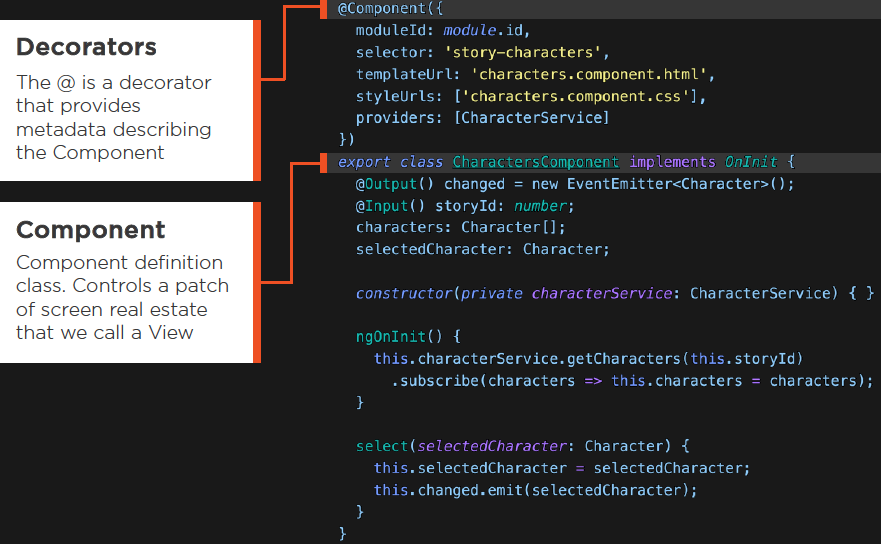 Decorators
The @ is a decorator
that provides
metadata describing
the Component
Component
Component definition
class. Controls a patch
of screen real estate
that we call a View
@Component({
  moduleId: module.id,
  selector: 'story-characters',
  templateUrl: 'characters.component.html',
  styleUrls: ['characters.component.css'],
  providers: [CharacterService]
})
export class CharactersComponent implements OnInit {
  @Output() changed = new EventEmitter<Character>();
  @Input() storyId: number;
  characters: Character[];
  selectedCharacter: Character;
  constructor(private characterService: CharacterService) { }
  ngOnInit() {
    this.characterService.getCharacters(this.storyId)
      .subscribe(characters => this.characters = characters);
  }
  select(selectedCharacter: Character) {
    this.selectedCharacter = selectedCharacter;
    this.changed.emit(selectedCharacter);
  }
}